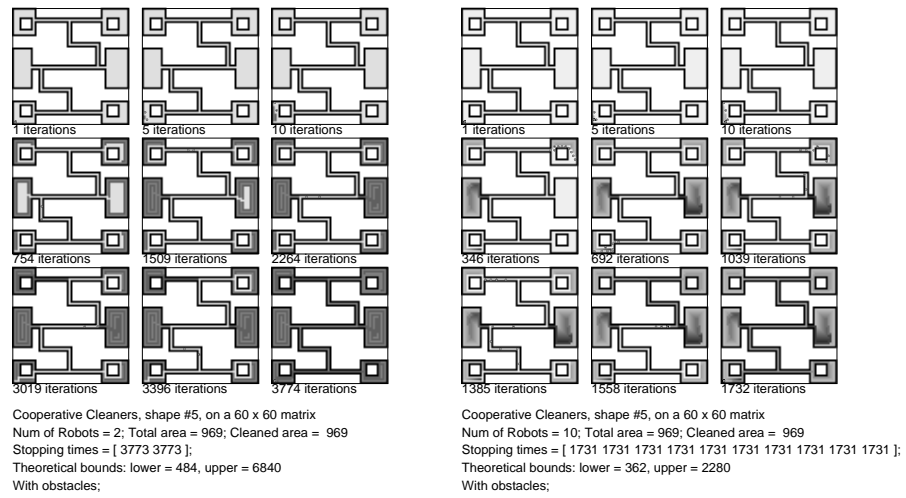 1 iterations
5 iterations
10 iterations
754 iterations
1509 iterations
2264 iterations
3019 iterations
3396 iterations
3774 iterations
Cooperative Cleaners, shape #5, on a 60 x 60 matrix
Num of Robots = 2; Total area = 969; Cleaned area = 969
Stopping times = [ 3773 3773 ];
Theoretical bounds: lower = 484, upper = 6840
With obstacles;
1 iterations
5 iterations
10 iterations
346 iterations
692 iterations
1039 iterations
1385 iterations
1558 iterations
1732 iterations
Cooperative Cleaners, shape #5, on a 60 x 60 matrix
Num of Robots = 10; Total area = 969; Cleaned area = 969
Stopping times = [ 1731 1731 1731 1731 1731 1731 1731 1731 1731 1731 ];
Theoretical bounds: lower = 362, upper = 2280
With obstacles;